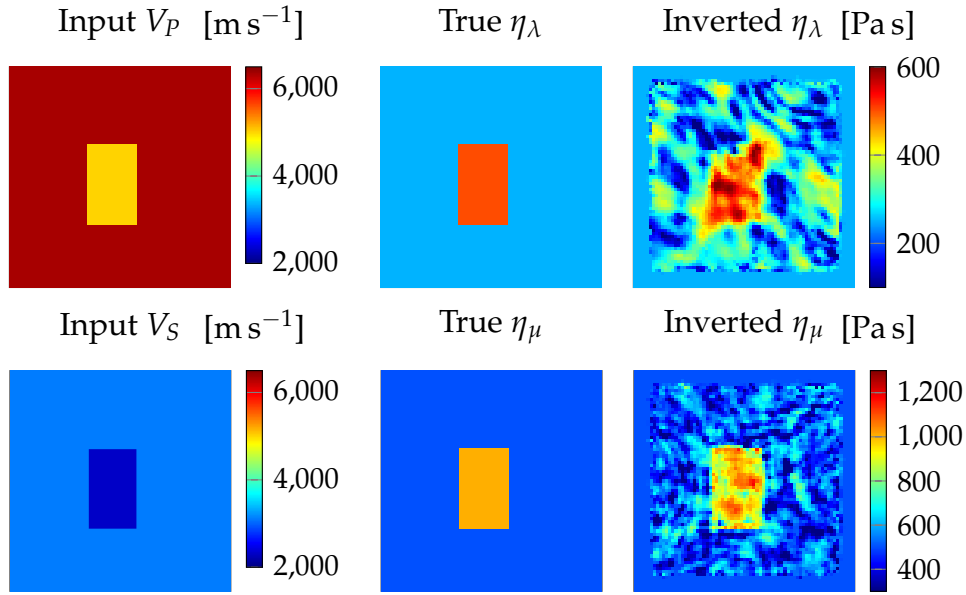 Input V_P [m s⁻¹]
True η_λ
Inverted η_λ [Pa s]
6,000
4,000
2,000
600
400
200
Input V_S [m s⁻¹]
True η_μ
Inverted η_μ [Pa s]
6,000
4,000
2,000
1,200
1,000
800
600
400